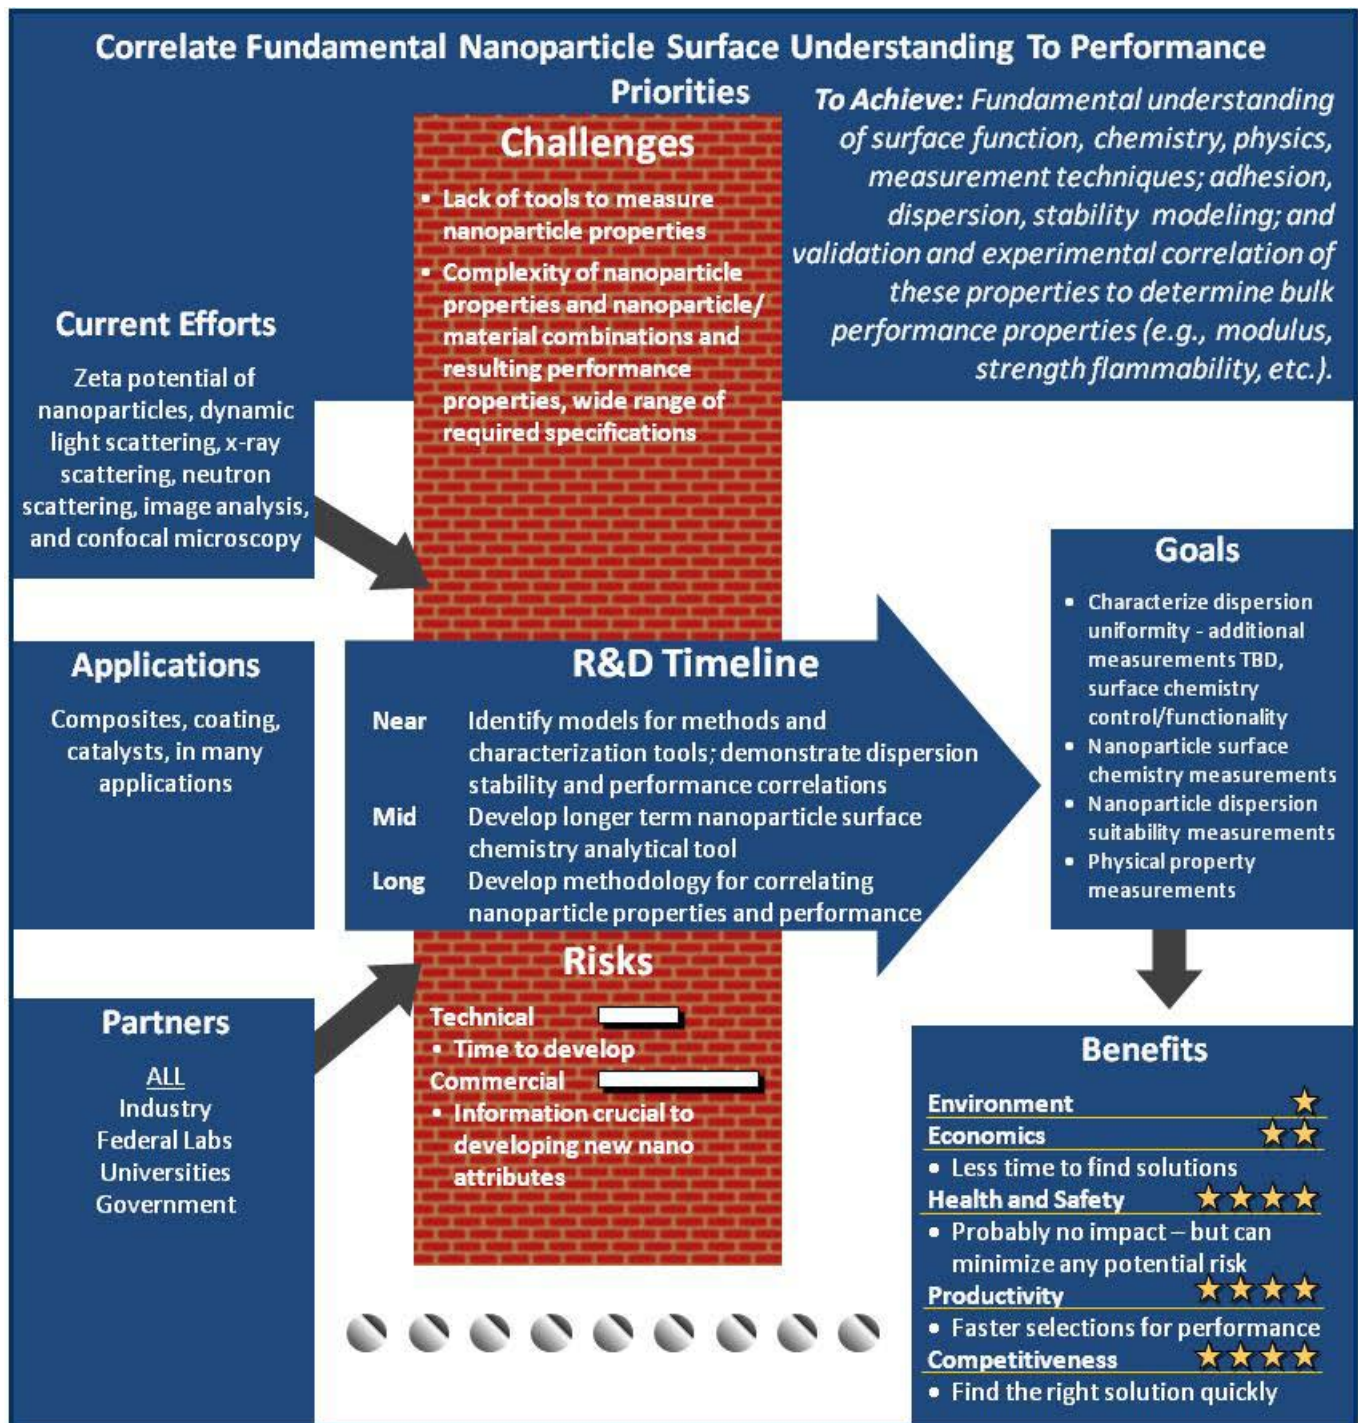 Correlate Fundamental Nanoparticle Surface Understanding To Performance
Priorities
To Achieve: Fundamental understanding
of surface function, chemistry, physics,
measurement techniques; adhesion,
dispersion, stability modeling; and
validation and experimental correlation of
these properties to determine bulk
performance properties (e.g., modulus,
strength flammability, etc.).
Challenges
• Lack of tools to measure
nanoparticle properties
• Complexity of nanoparticle
properties and nanoparticle/
material combinations and
resulting performance
properties, wide range of
required specifications
Current Efforts
Zeta potential of
nanoparticles, dynamic
light scattering, x-ray
scattering, neutron
scattering, image analysis,
and confocal microscopy
Applications
Composites, coating,
catalysts, in many
applications
Partners
ALL
Industry
Federal Labs
Universities
Government
R&D Timeline
Near Identify models for methods and
characterization tools; demonstrate dispersion
stability and performance correlations
Mid Develop longer term nanoparticle surface
chemistry analytical tool
Long Develop methodology for correlating
nanoparticle properties and performance
Risks
Technical
• Time to develop
Commercial
• Information crucial to
developing new nano
attributes
Goals
• Characterize dispersion
uniformity - additional
measurements TBD,
surface chemistry
control/functionality
• Nanoparticle surface
chemistry measurements
• Nanoparticle dispersion
suitability measurements
• Physical property
measurements
Benefits
Environment
Economics
• Less time to find solutions
Health and Safety
• Probably no impact – but can
minimize any potential risk
Productivity
• Faster selections for performance
Competitiveness
• Find the right solution quickly